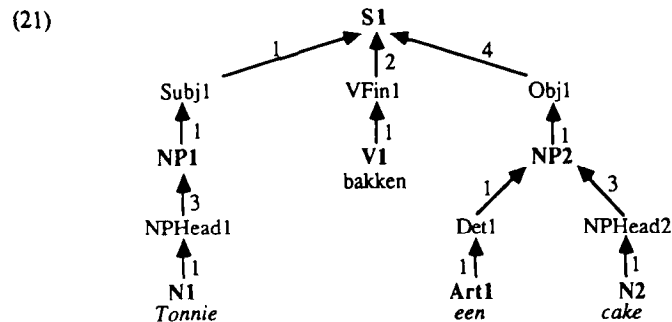 (21)
S1
1 2 4
Subj1 VFin1 Obj1
1 1 1
NP1 V1 NP2
bakken
3 1 3
NPHead1 Det1 NPHead2
1 1 1
N1 Art1 N2
Tonnie een cake